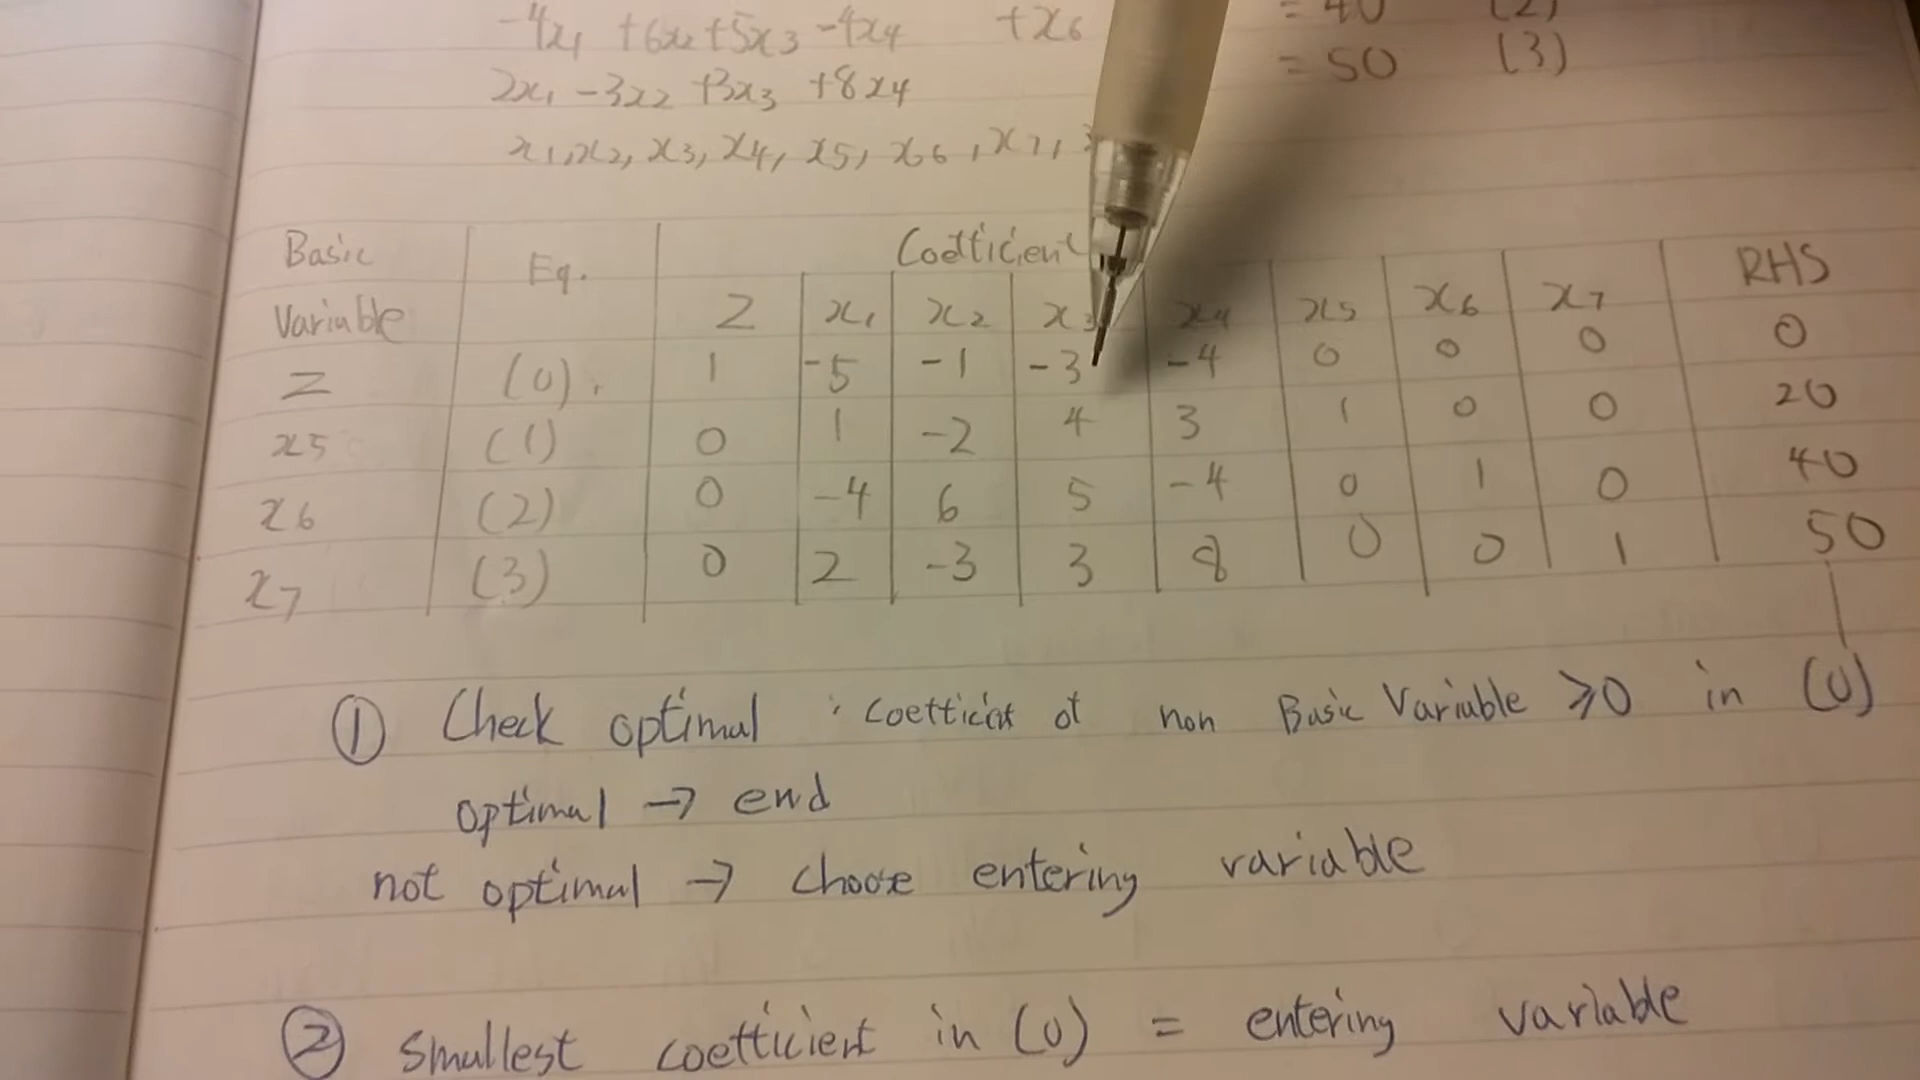 -4x₁ +6x₂ +5x₃ -4x₄ +x₆ = 40 (2)
2x₁ -3x₂ +3x₃ +8x₄ = 50 (3)
x₁, x₂, x₃, x₄, x₅, x₆, x₇,
Basic Variable Eq. Coefficient RHS
Z x₁ x₂ x₃ x₄ x₅ x₆ x₇
Z (0) 1 -5 -1 -3 -4 0 0 0 0
x₅ (1) 0 1 -2 4 3 1 0 0 20
x₆ (2) 0 -4 6 5 -4 0 1 0 40
x₇ (3) 0 2 -3 3 8 0 0 1 50
① Check optimal : coefficint of non Basic Variable ≥0 in (0)
optimal → end
not optimal → choose entering variable
② smallest coefficient in (0) = entering variable